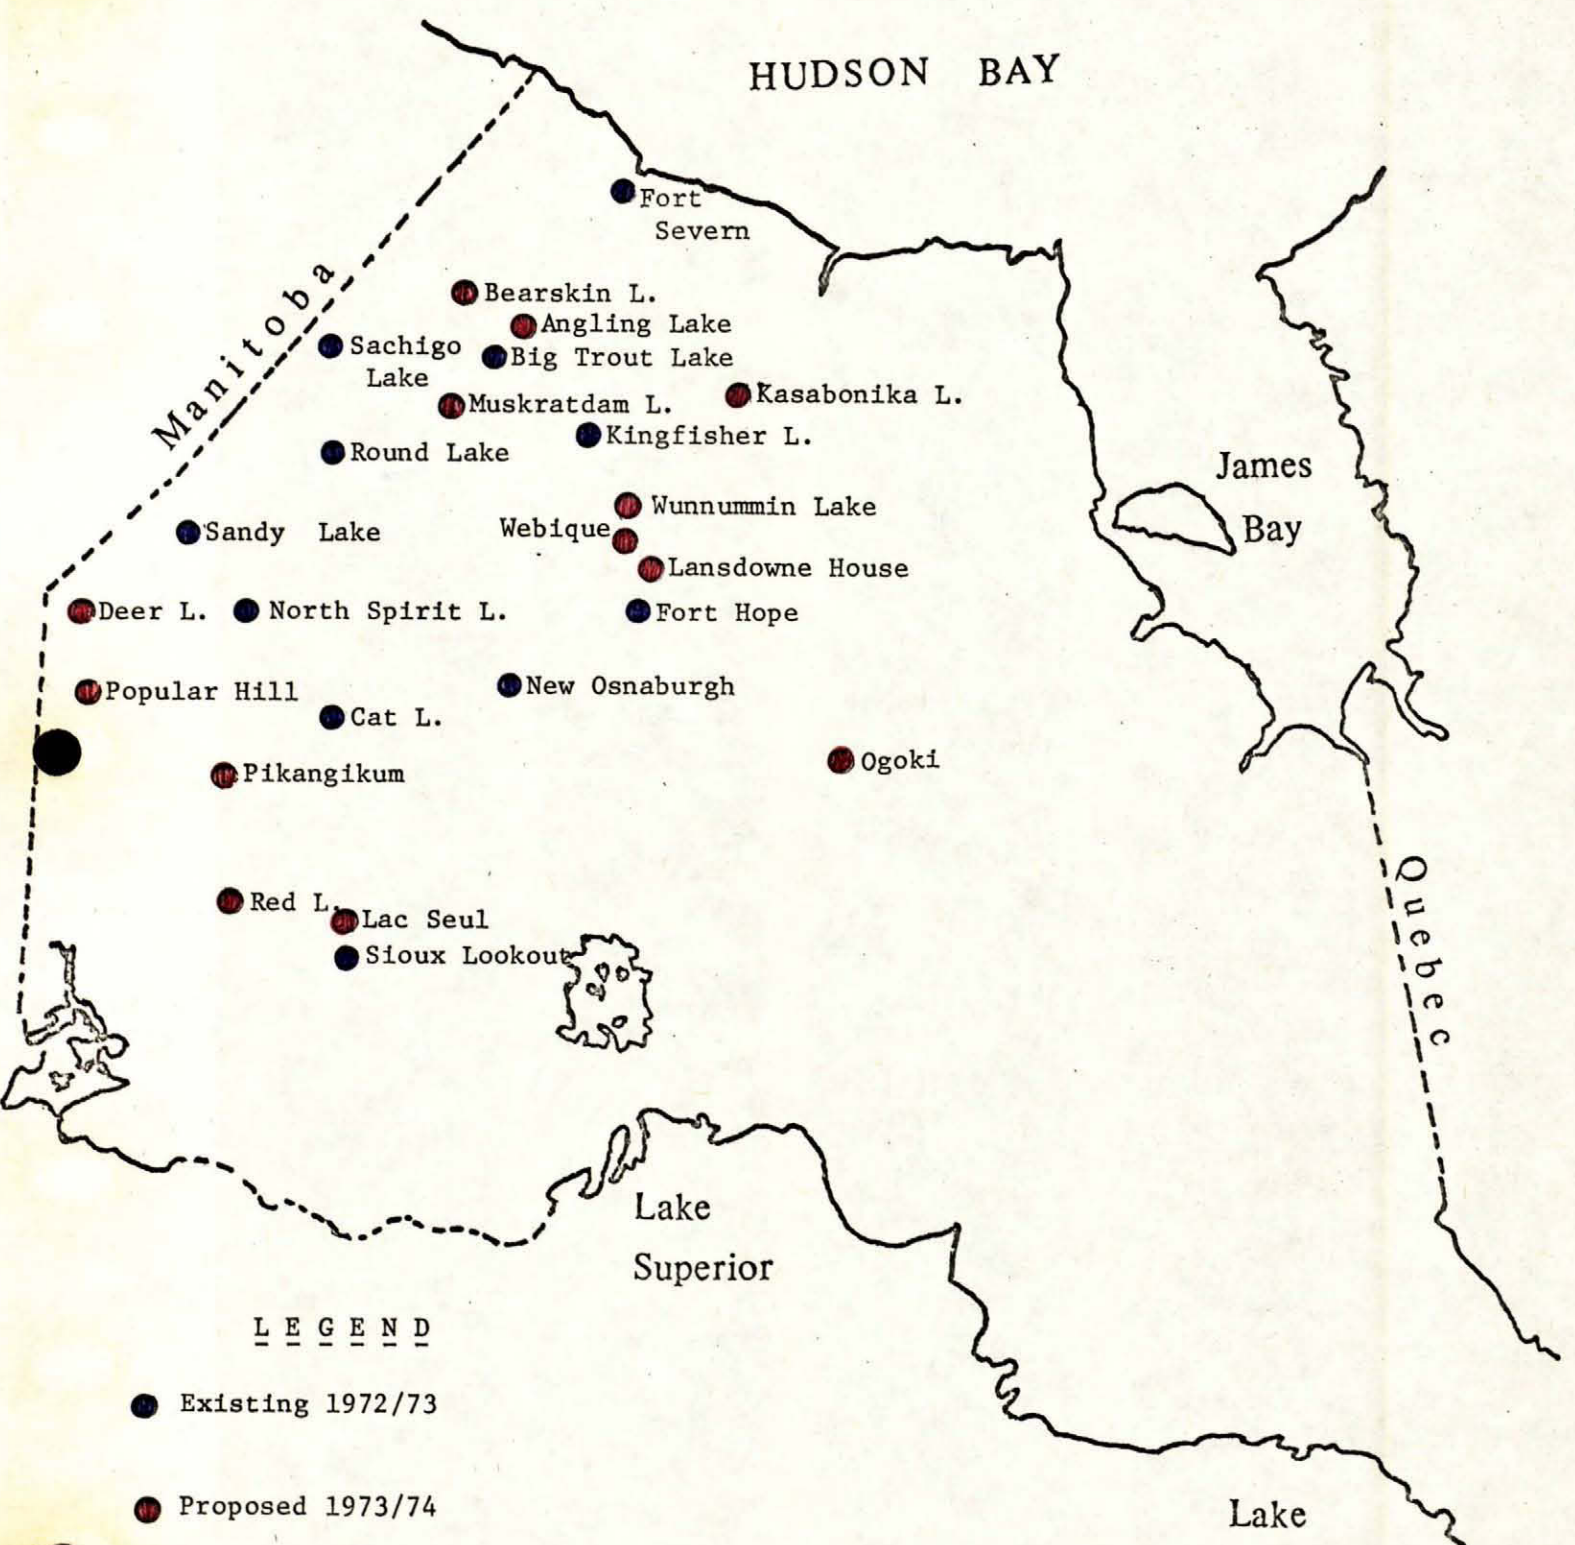 HUDSON BAY
Fort
Severn
Manitoba
Bearskin L.
Angling Lake
Sachigo
Lake
Big Trout Lake
Muskratdam L.
Kasabonika L.
Kingfisher L.
Round Lake
James
Bay
Wunnummin Lake
Webique
Sandy Lake
Lansdowne House
Deer L.
North Spirit L.
Fort Hope
Popular Hill
New Osnaburgh
Cat L.
Pikangikum
Ogoki
Quebec
Red L.
Lac Seul
Sioux Lookout
Lake
Superior
LEGEND
Existing 1972/73
Proposed 1973/74
Lake